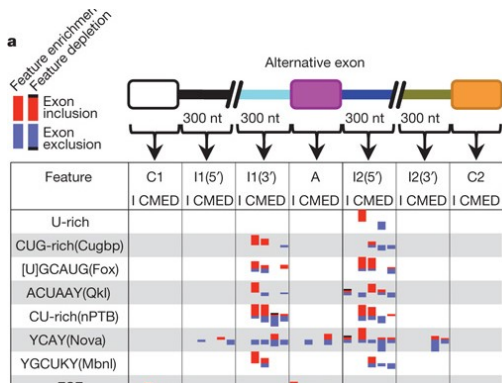 a
Feature enrichment
Feature depletion
Exon
inclusion
Exon
exclusion
Alternative exon
300 nt 300 nt 300 nt 300 nt
Feature C1 I1(5′) I1(3′) A I2(5′) I2(3′) C2
I CMED I CMED I CMED I CMED I CMED I CMED I CMED
U-rich
CUG-rich(Cugbp)
[U]GCAUG(Fox)
ACUAAY(Qkl)
CU-rich(nPTB)
YCAY(Nova)
YGCUKY(Mbnl)